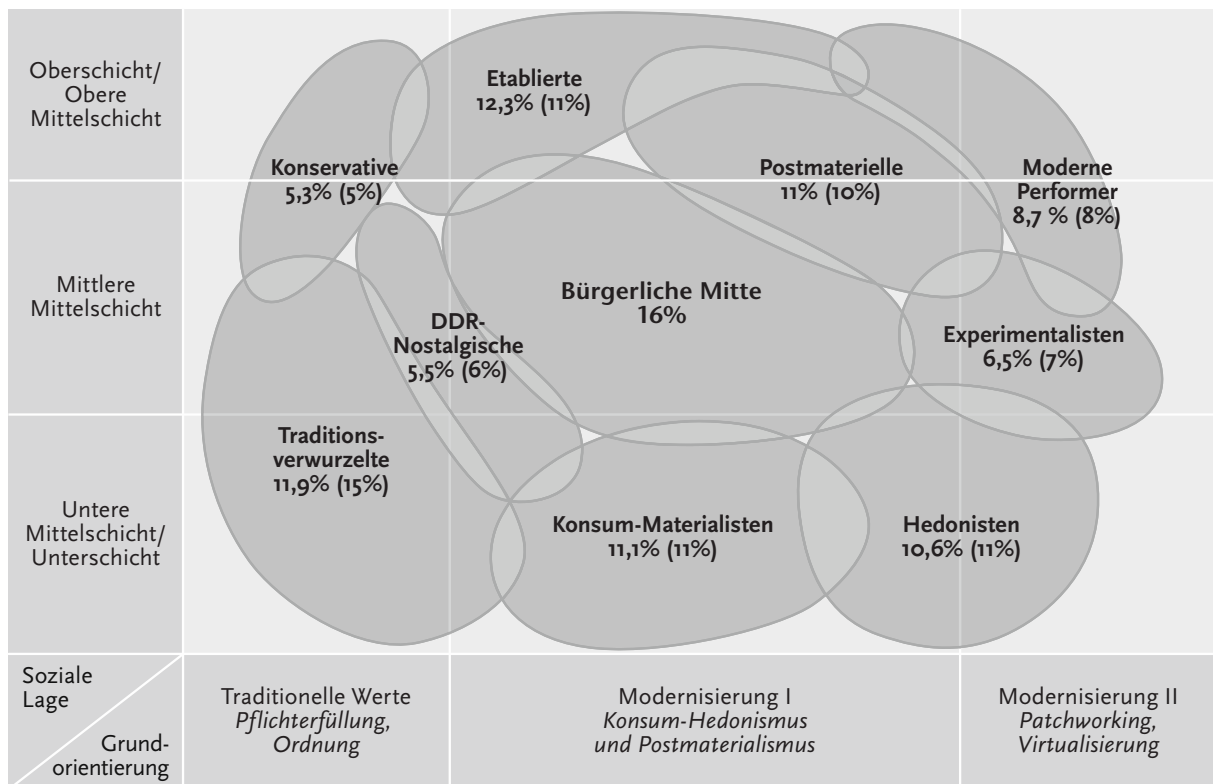 Oberschicht/
Obere
Mittelschicht
Etablierte
12,3% (11%)
Konservative
5,3% (5%)
Postmaterielle
11% (10%)
Moderne
Performer
8,7 % (8%)
Mittlere
Mittelschicht
Bürgerliche Mitte
16%
DDR-
Nostalgische
5,5% (6%)
Experimentalisten
6,5% (7%)
Traditions-
verwurzelte
11,9% (15%)
Untere
Mittelschicht/
Unterschicht
Konsum-Materialisten
11,1% (11%)
Hedonisten
10,6% (11%)
Soziale
Lage
Grund-
orientierung
Traditionelle Werte
Pflichterfüllung,
Ordnung
Modernisierung I
Konsum-Hedonismus
und Postmaterialismus
Modernisierung II
Patchworking,
Virtualisierung